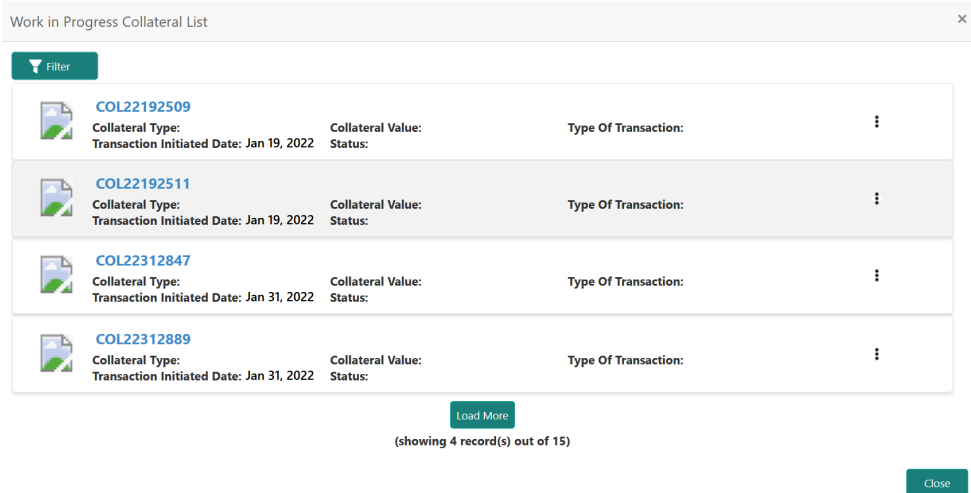 Work in Progress Collateral List
×
Filter
COL22192509
Collateral Type: Collateral Value: Type Of Transaction:
Transaction Initiated Date: Jan 19, 2022 Status:
COL22192511
Collateral Type: Collateral Value: Type Of Transaction:
Transaction Initiated Date: Jan 19, 2022 Status:
COL22312847
Collateral Type: Collateral Value: Type Of Transaction:
Transaction Initiated Date: Jan 31, 2022 Status:
COL22312889
Collateral Type: Collateral Value: Type Of Transaction:
Transaction Initiated Date: Jan 31, 2022 Status:
Load More
(showing 4 record(s) out of 15)
Close